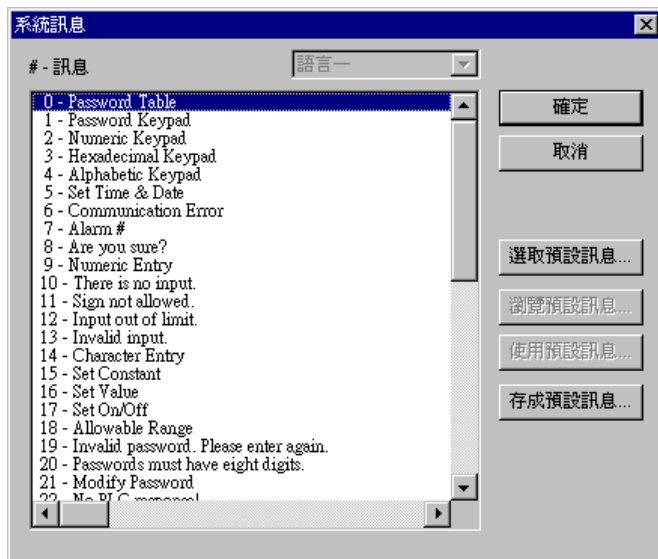 系統訊息
# - 訊息
語言一
0 - Password Table
1 - Password Keypad
2 - Numeric Keypad
3 - Hexadecimal Keypad
4 - Alphabetic Keypad
5 - Set Time & Date
6 - Communication Error
7 - Alarm #
8 - Are you sure?
9 - Numeric Entry
10 - There is no input.
11 - Sign not allowed.
12 - Input out of limit.
13 - Invalid input.
14 - Character Entry
15 - Set Constant
16 - Set Value
17 - Set On/Off
18 - Allowable Range
19 - Invalid password. Please enter again.
20 - Passwords must have eight digits.
21 - Modify Password
22 - No PLC response!
確定
取消
選取預設訊息...
瀏覽預設訊息...
使用預設訊息...
存成預設訊息...